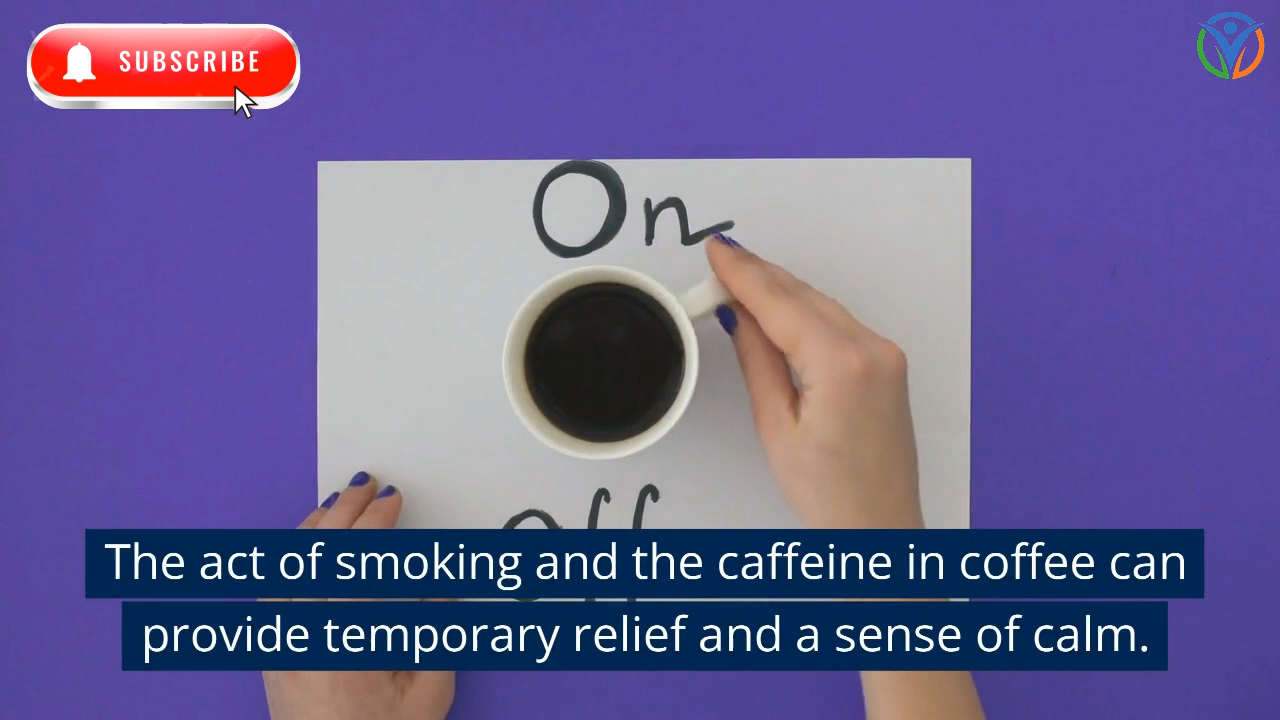 SUBSCRIBE
On
Off
The act of smoking and the caffeine in coffee can
provide temporary relief and a sense of calm.